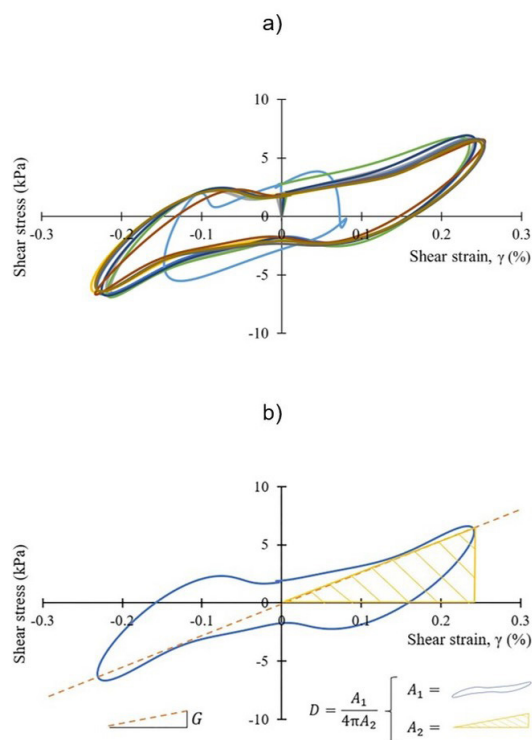 a)
10
5
0
-5
-10
-0.3 -0.2 -0.1 0 0.1 0.2 0.3
Shear stress (kPa)
Shear strain, γ (%)
b)
10
5
0
-5
-10
-0.3 -0.2 -0.1 0 0.1 0.2 0.3
Shear stress (kPa)
Shear strain, γ (%)
G
D = A₁ / 4πA₂
A₁ =
A₂ =